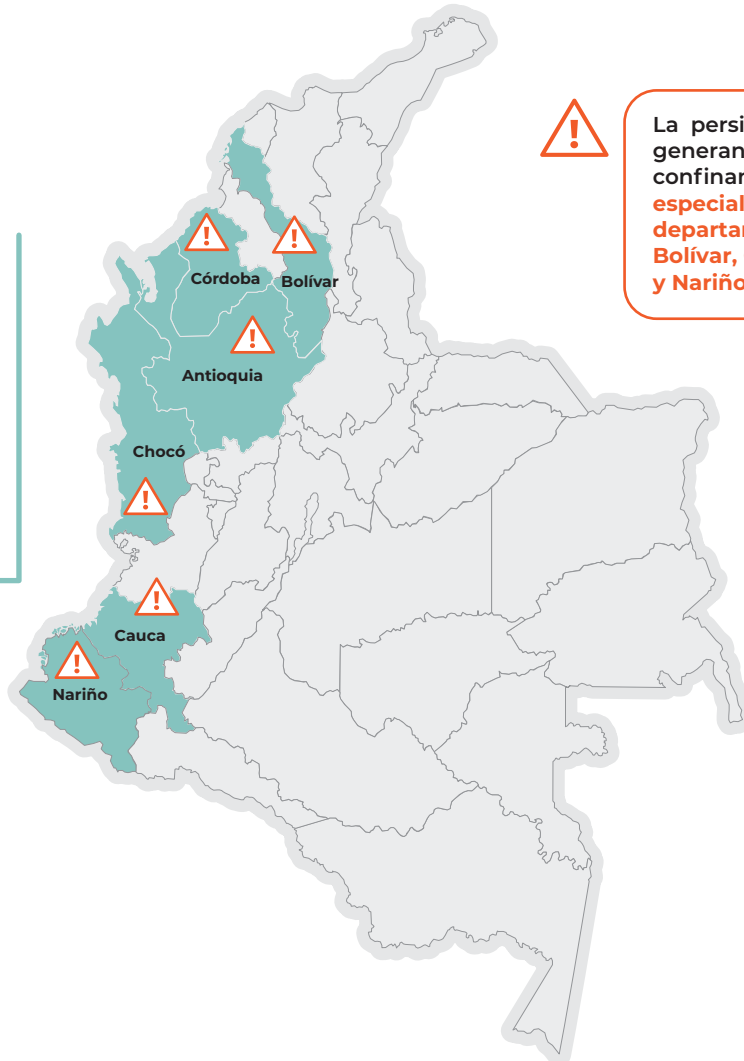 La persi
generan
confinar
especial
departar
Bolívar,
y Nariño
Córdoba
Bolívar
Antioquia
Chocó
Cauca
Nariño